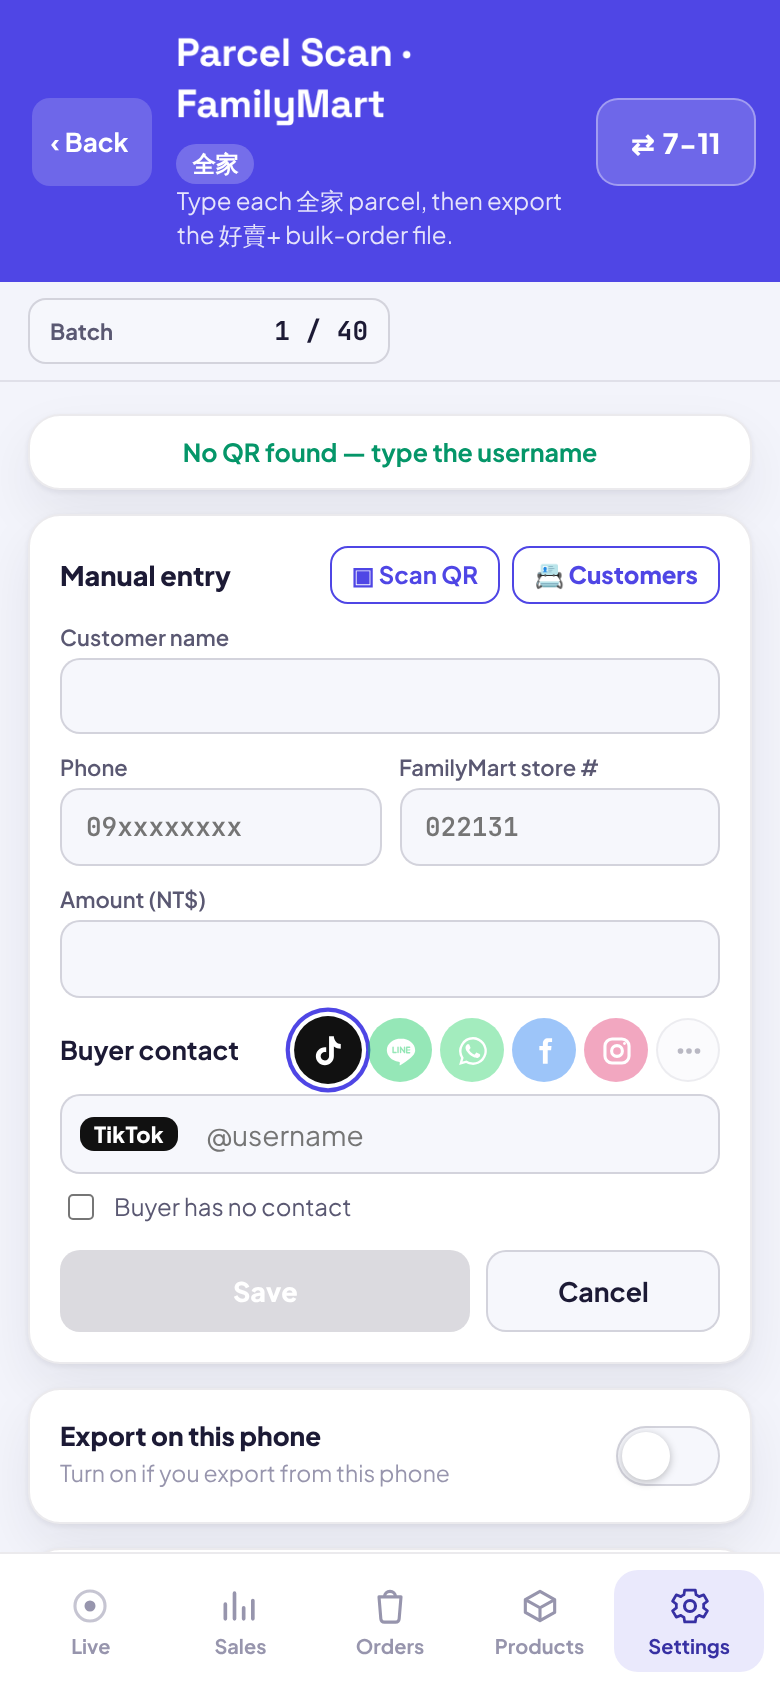 Parcel Scan ·
FamilyMart
‹ Back
⇄ 7-11
全家
Type each 全家 parcel, then export
the 好賣+ bulk-order file.
Batch
1 / 40
No QR found — type the username
Manual entry
▣ Scan QR
📇 Customers
Customer name
Phone
FamilyMart store #
09xxxxxxxx
022131
Amount (NT$)
Buyer contact
LINE
TikTok
@username
Buyer has no contact
Save
Cancel
Export on this phone
Turn on if you export from this phone
Live
Sales
Orders
Products
Settings